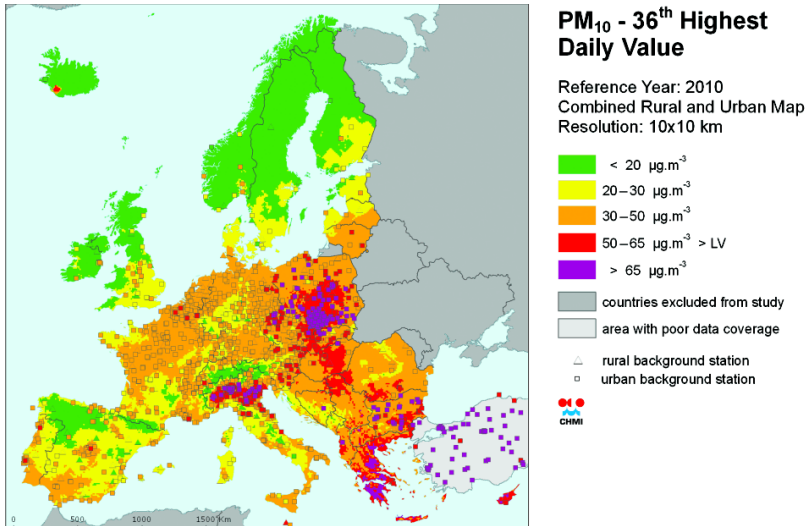 PM₁₀ - 36ᵗʰ Highest
Daily Value
Reference Year: 2010
Combined Rural and Urban Map
Resolution: 10x10 km
< 20 µg.m⁻³
20–30 µg.m⁻³
30–50 µg.m⁻³
50–65 µg.m⁻³ > LV
> 65 µg.m⁻³
countries excluded from study
area with poor data coverage
rural background station
urban background station
CHMI
0 500 1000 1500 Km